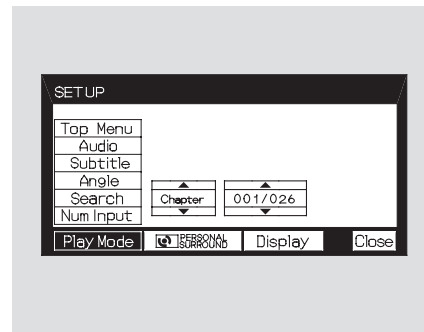 SETUP
Top Menu
Audio
Subtitle
Angle
Search
Num Input
Chapter
001/026
Play Mode
PERSONAL
SURROUND
Display
Close